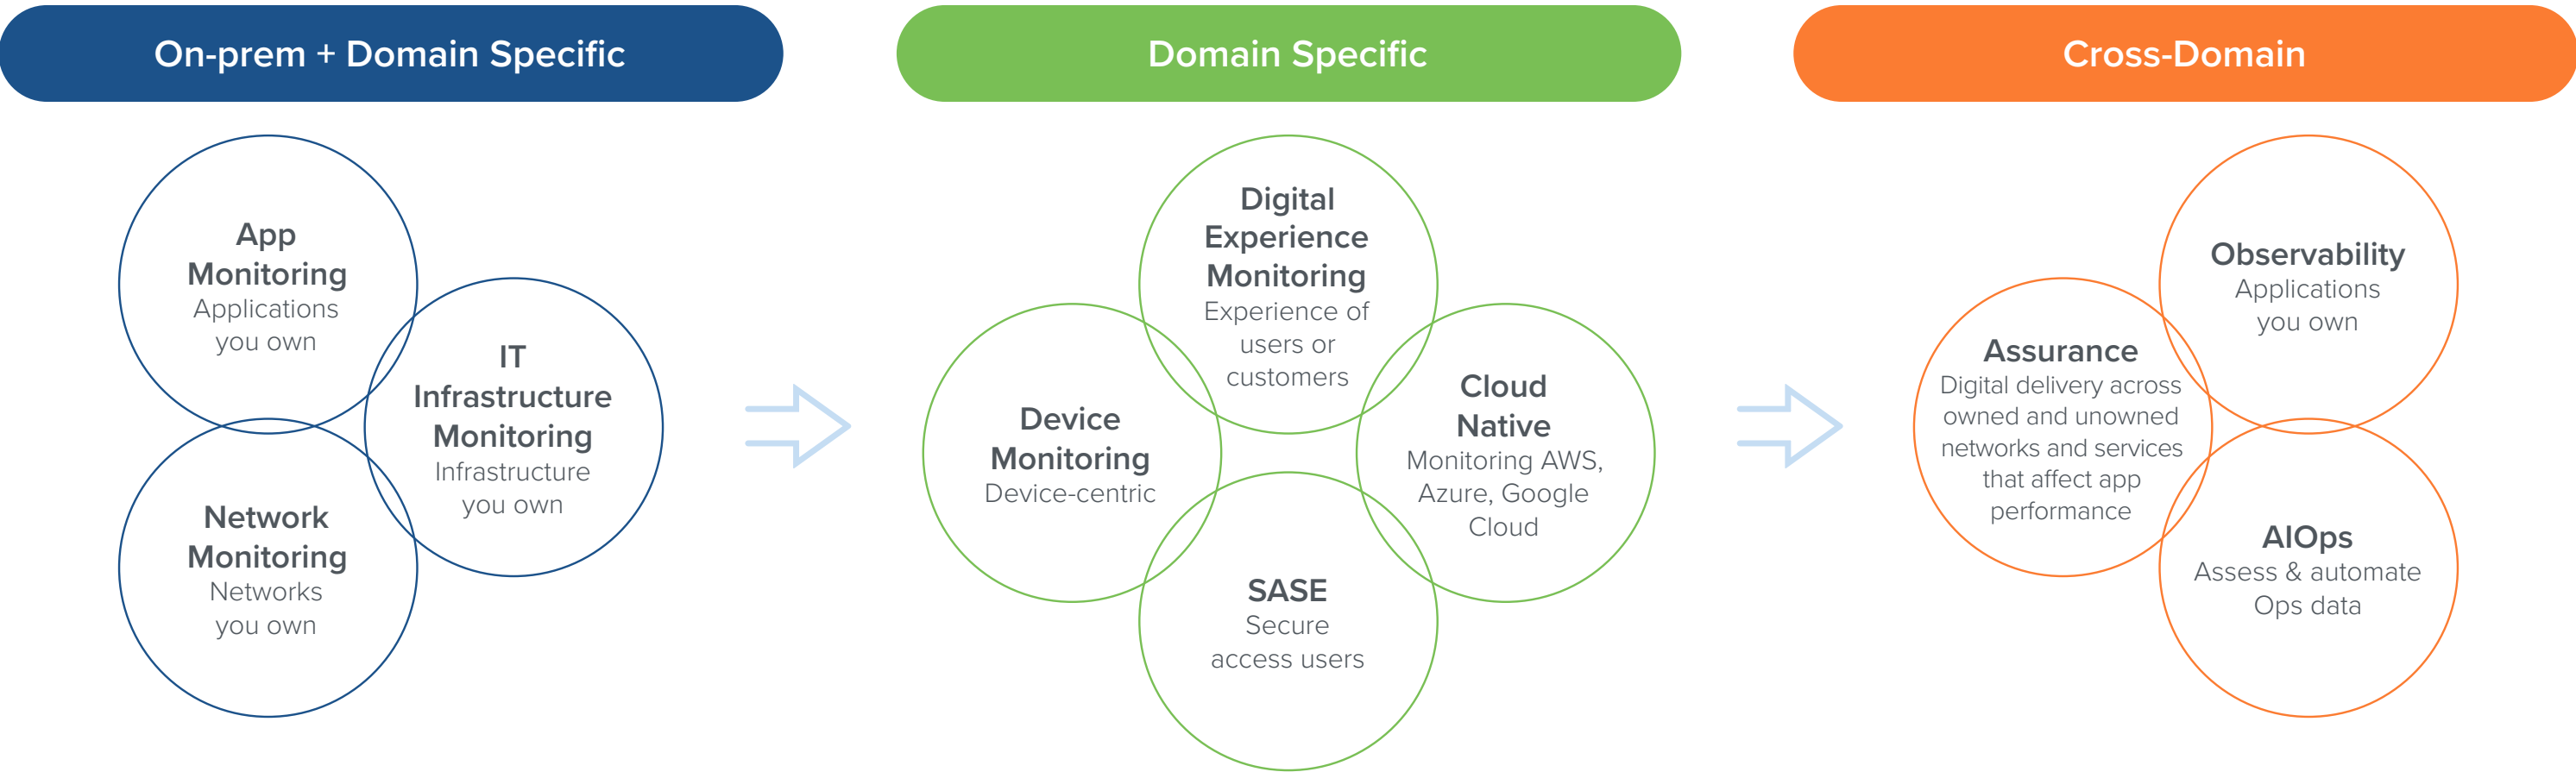 On-prem + Domain Specific
Domain Specific
Cross-Domain
App
Monitoring
Applications
you own
IT
Infrastructure
Monitoring
Infrastructure
you own
Network
Monitoring
Networks
you own
Digital
Experience
Monitoring
Experience of
users or
customers
Device
Monitoring
Device-centric
Cloud
Native
Monitoring AWS,
Azure, Google
Cloud
SASE
Secure
access users
Observability
Applications
you own
Assurance
Digital delivery across
owned and unowned
networks and services
that affect app
performance
AIOps
Assess & automate
Ops data